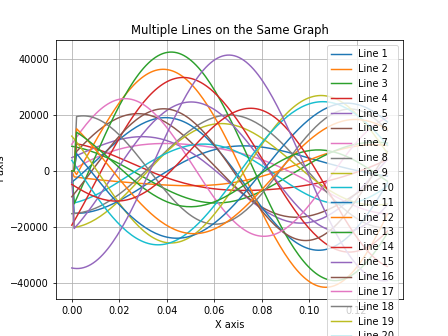 Multiple Lines on the Same Graph
40000
20000
0
−20000
−40000
0.00
0.02
0.04
0.06
0.08
0.10
X axis
Line 1
Line 2
Line 3
Line 4
Line 5
Line 6
Line 7
Line 8
Line 9
Line 10
Line 11
Line 12
Line 13
Line 14
Line 15
Line 16
Line 17
Line 18
Line 19
Line 20